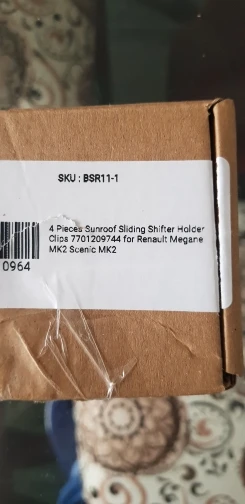 SKU : BSR11-1
4 Pieces Sunroof Sliding Shifter Holder
Clips 7701209744 for Renault Megane
MK2 Scenic MK2
0964